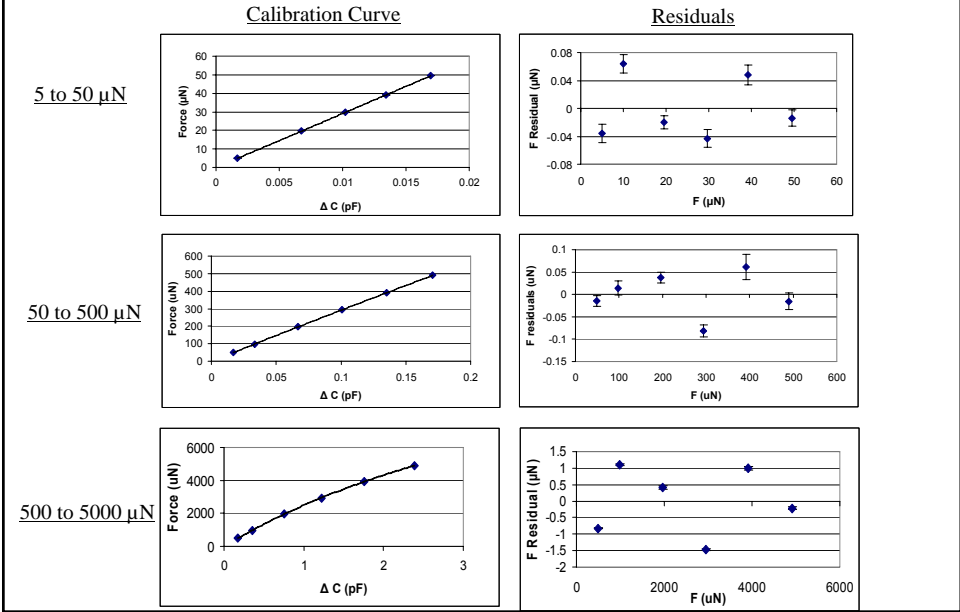 Calibration Curve
Residuals
5 to 50 µN
60
50
40
30
20
10
0
Force (µN)
0 0.005 0.01 0.015 0.02
Δ C (pF)
0.08
0.04
0
-0.04
-0.08
F Residual (µN)
0 10 20 30 40 50 60
F (µN)
50 to 500 µN
600
500
400
300
200
100
0
Force (uN)
0 0.05 0.1 0.15 0.2
Δ C (pF)
0.1
0.05
0
-0.05
-0.1
-0.15
F residuals (uN)
0 100 200 300 400 500 600
F (uN)
500 to 5000 µN
6000
4000
2000
0
Force (uN)
0 1 2 3
Δ C (pF)
1.5
1
0.5
0
-0.5
-1
-1.5
-2
F Residual (µN)
0 2000 4000 6000
F (uN)